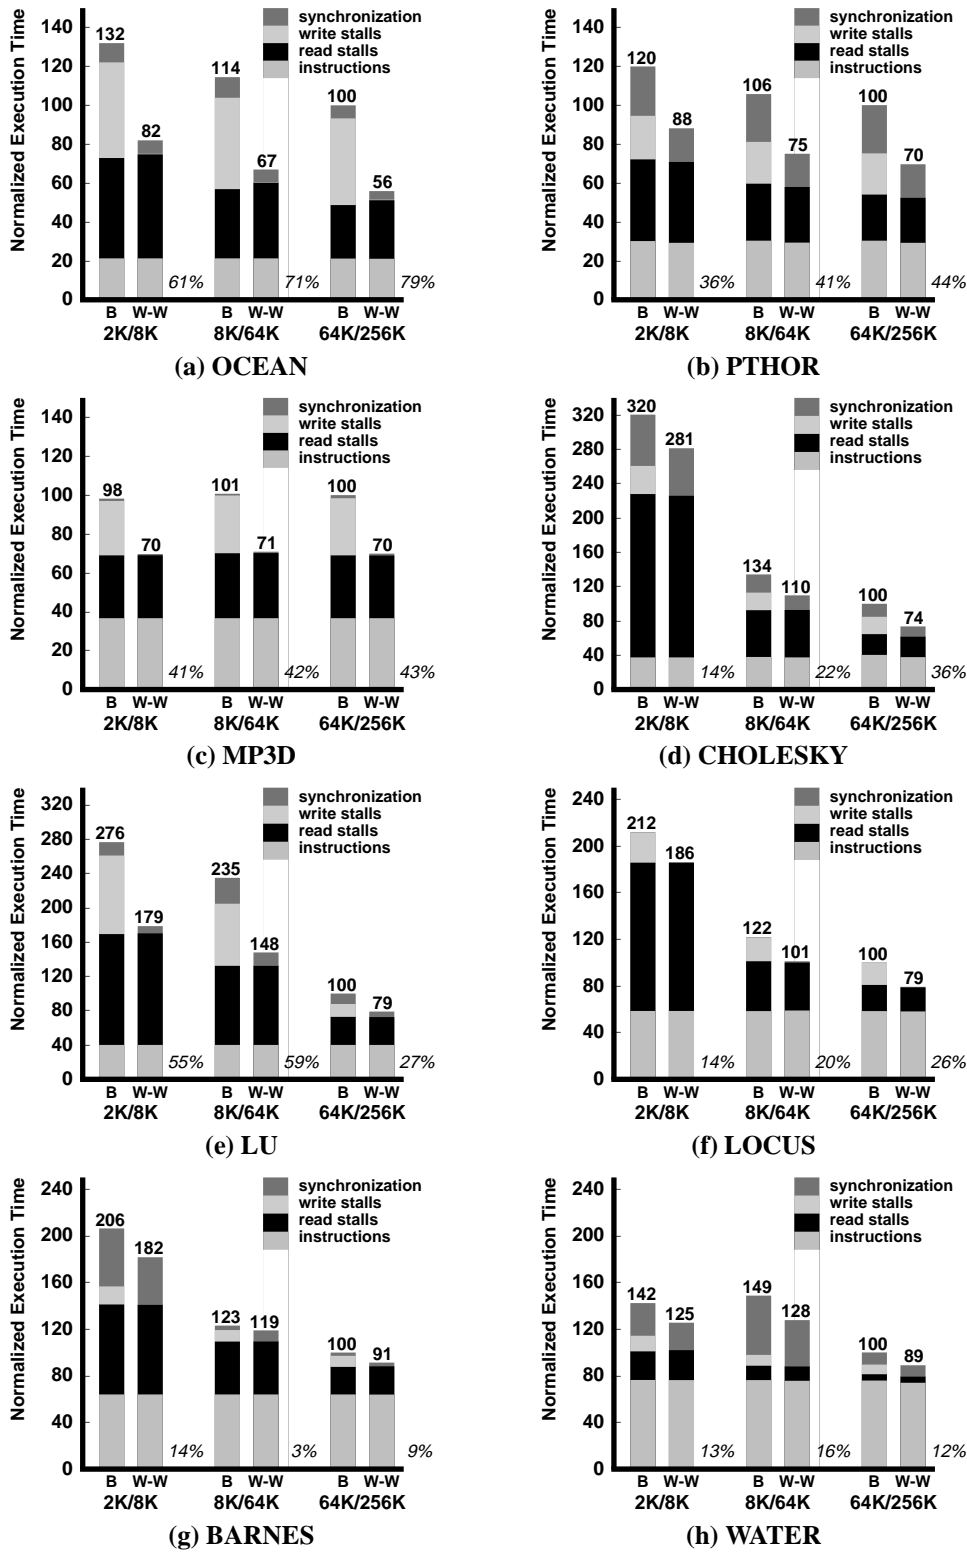 Normalized Execution Time
140
120
100
80
60
40
20
0
synchronization
write stalls
read stalls
instructions
132
82
114
67
100
56
61%
71%
79%
B W-W B W-W B W-W
2K/8K 8K/64K 64K/256K
(a) OCEAN
Normalized Execution Time
140
120
100
80
60
40
20
0
synchronization
write stalls
read stalls
instructions
120
88
106
75
100
70
36%
41%
44%
B W-W B W-W B W-W
2K/8K 8K/64K 64K/256K
(b) PTHOR
Normalized Execution Time
140
120
100
80
60
40
20
0
synchronization
write stalls
read stalls
instructions
98
70
101
71
100
70
41%
42%
43%
B W-W B W-W B W-W
2K/8K 8K/64K 64K/256K
(c) MP3D
Normalized Execution Time
320
280
240
200
160
120
80
40
0
synchronization
write stalls
read stalls
instructions
320
281
134
110
100
74
14%
22%
36%
B W-W B W-W B W-W
2K/8K 8K/64K 64K/256K
(d) CHOLESKY
Normalized Execution Time
320
280
240
200
160
120
80
40
0
synchronization
write stalls
read stalls
instructions
276
179
235
148
100
79
55%
59%
27%
B W-W B W-W B W-W
2K/8K 8K/64K 64K/256K
(e) LU
Normalized Execution Time
240
200
160
120
80
40
0
synchronization
write stalls
read stalls
instructions
212
186
122
101
100
79
14%
20%
26%
B W-W B W-W B W-W
2K/8K 8K/64K 64K/256K
(f) LOCUS
Normalized Execution Time
240
200
160
120
80
40
0
synchronization
write stalls
read stalls
instructions
206
182
123
119
100
91
14%
3%
9%
B W-W B W-W B W-W
2K/8K 8K/64K 64K/256K
(g) BARNES
Normalized Execution Time
240
200
160
120
80
40
0
synchronization
write stalls
read stalls
instructions
142
125
149
128
100
89
13%
16%
12%
B W-W B W-W B W-W
2K/8K 8K/64K 64K/256K
(h) WATER